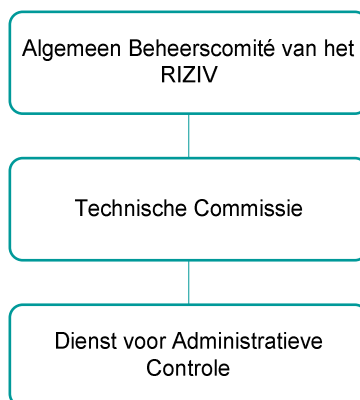 Algemeen Beheerscomité van het
RIZIV
Technische Commissie
Dienst voor Administratieve
Controle